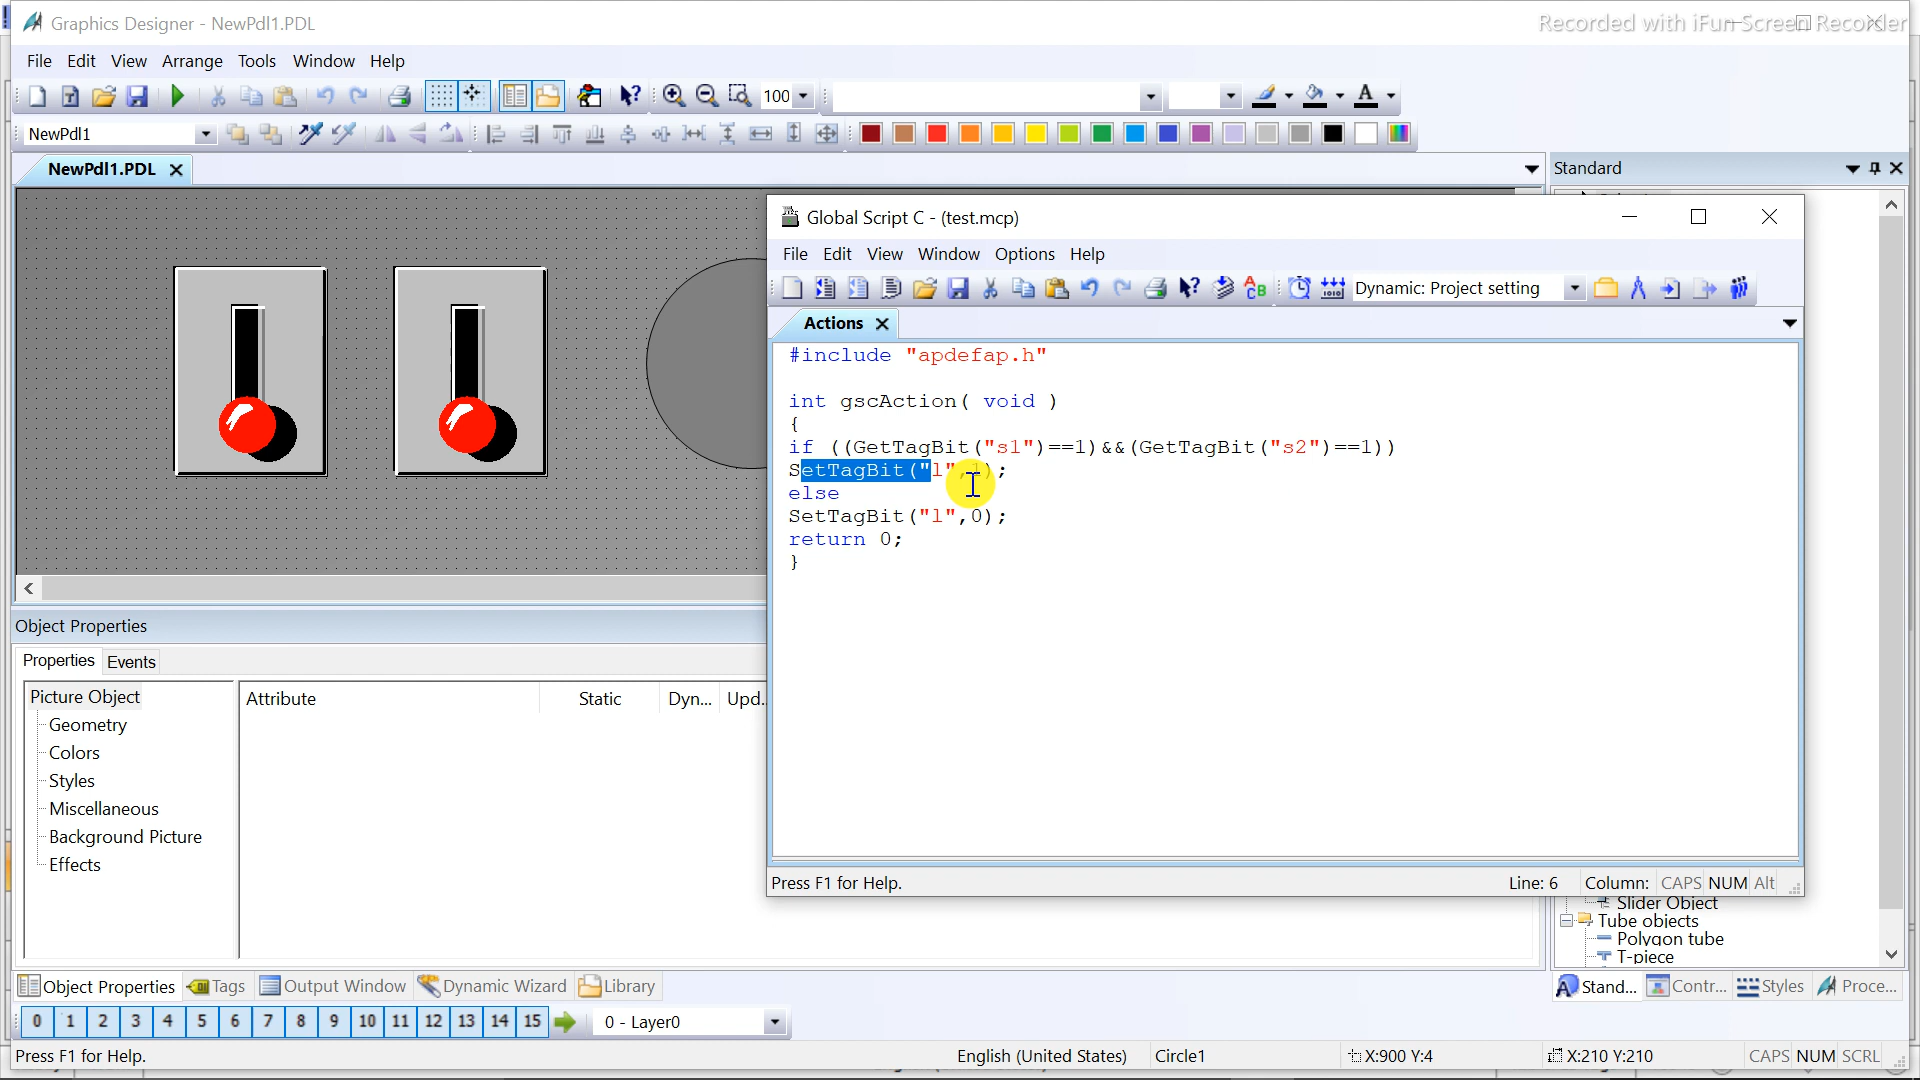 Graphics Designer - NewPdl1.PDL
Recorded with iFun Screen Recorder
File Edit View Arrange Tools Window Help
100
NewPdl1
NewPdl1.PDL
Standard
Global Script C - (test.mcp)
File Edit View Window Options Help
Dynamic: Project setting
Actions
#include "apdefap.h"
int gscAction( void )
{
if ((GetTagBit("s1")==1)&&(GetTagBit("s2")==1))
SetTagBit("l",1);
else
SetTagBit("l",0);
return 0;
}
Press F1 for Help.
Line: 6 Column: CAPS NUM Alt
Object Properties
Properties Events
Picture Object
Geometry
Colors
Styles
Miscellaneous
Background Picture
Effects
Attribute Static Dyn... Upd..
Slider Object
Tube objects
Polygon tube
T-piece
Object Properties Tags Output Window Dynamic Wizard Library
Stand... Contr... Styles Proce...
0 1 2 3 4 5 6 7 8 9 10 11 12 13 14 15 0 - Layer0
Press F1 for Help. English (United States) Circle1 X:900 Y:4 X:210 Y:210 CAPS NUM SCRL